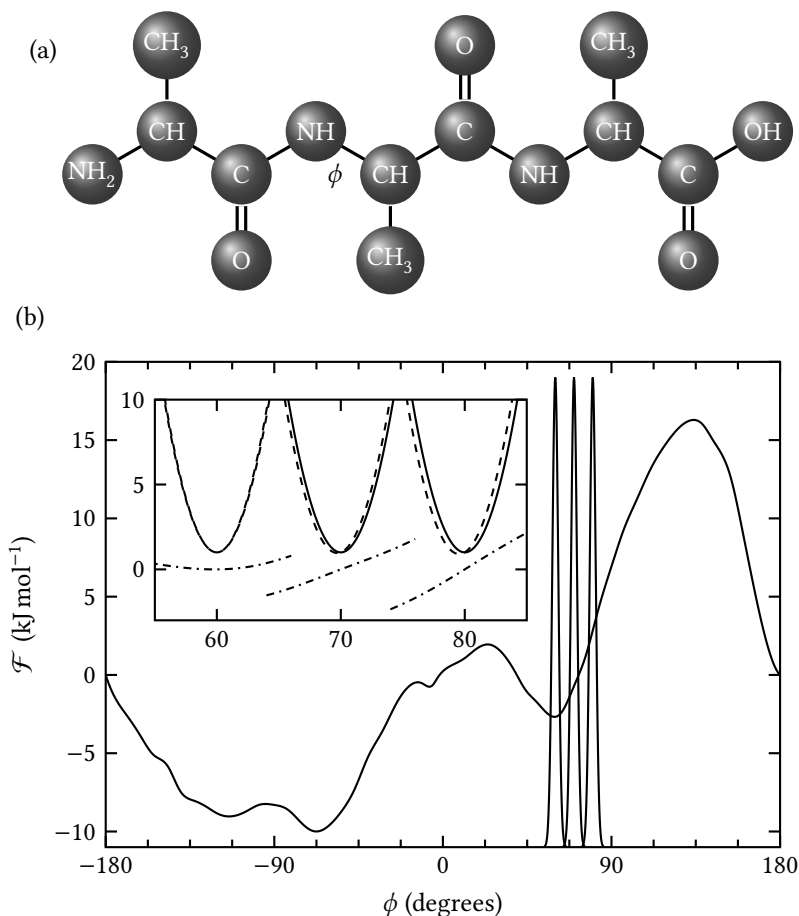 (a)
CH₃ O CH₃
CH NH C CH OH
NH₂ C CH NH C
ϕ
O CH₃ O
(b)
20
15
10
5
0
−5
−10
ℱ (kJ mol⁻¹)
10
5
0
60 70 80
−180 −90 0 90 180
ϕ (degrees)